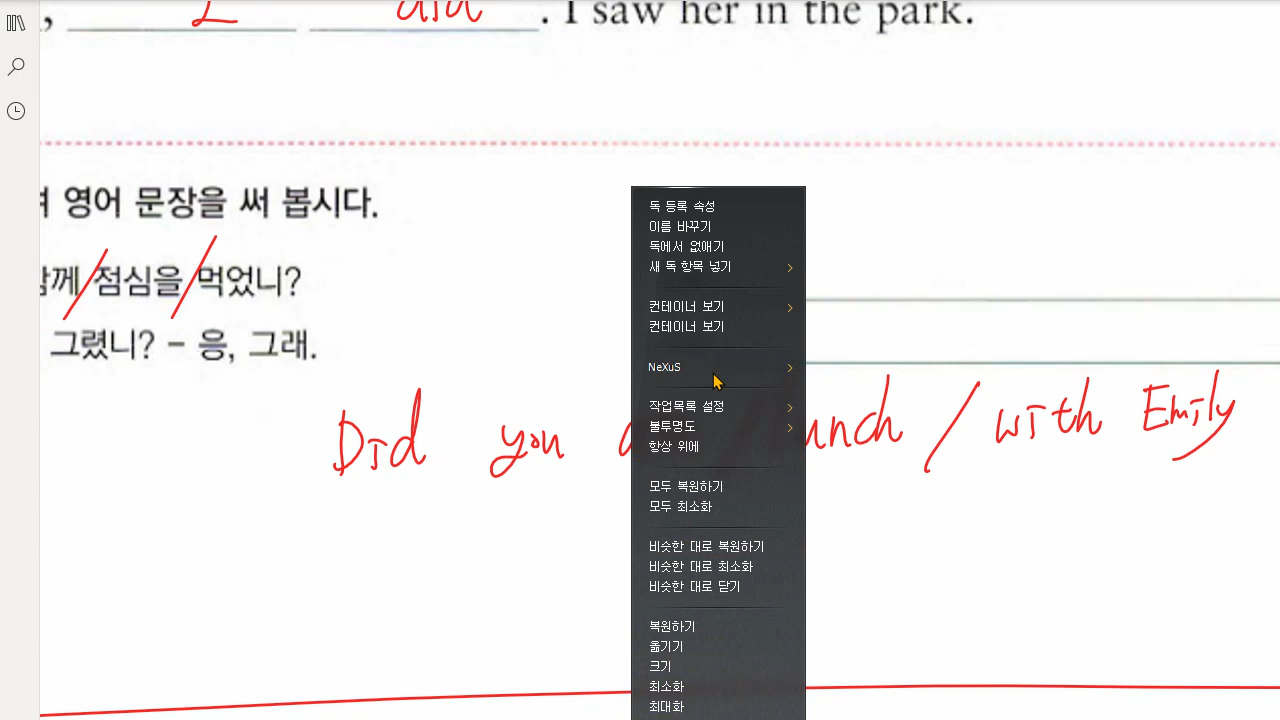 I did . I saw her in the park.
영어 문장을 써 봅시다.
함께 점심을 먹었니?
그렸니? - 응, 그래.
Did you / with Emily
독 등록 속성
이름 바꾸기
독에서 없애기
새 독 항목 넣기
컨테이너 보기
컨테이너 보기
NeXuS
작업목록 설정
불투명도
항상 위에
모두 복원하기
모두 최소화
비슷한 대로 복원하기
비슷한 대로 최소화
비슷한 대로 닫기
복원하기
옮기기
크기
최소화
최대화